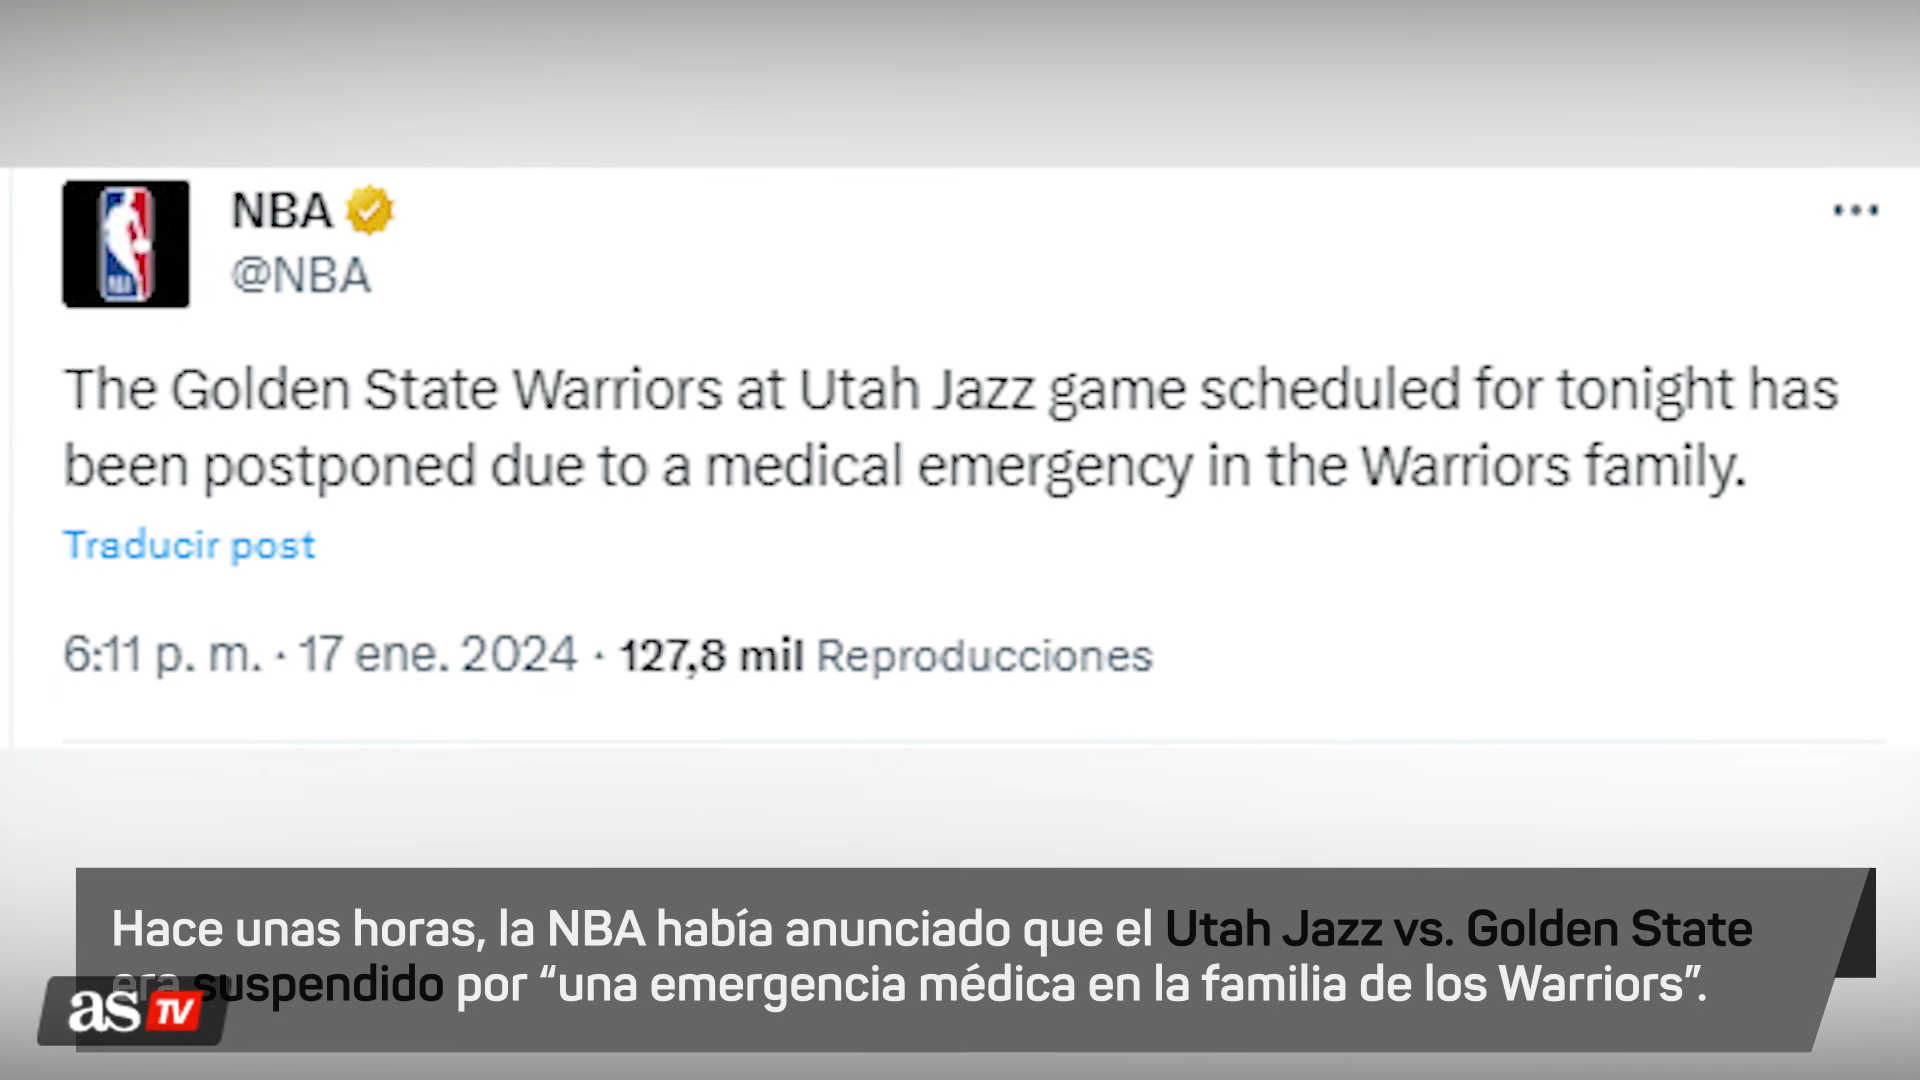 NBA
@NBA
The Golden State Warriors at Utah Jazz game scheduled for tonight has
been postponed due to a medical emergency in the Warriors family.
Traducir post
6:11 p. m. · 17 ene. 2024 · 127,8 mil Reproducciones
Hace unas horas, la NBA había anunciado que el Utah Jazz vs. Golden State
era suspendido por “una emergencia médica en la familia de los Warriors”.
as TV